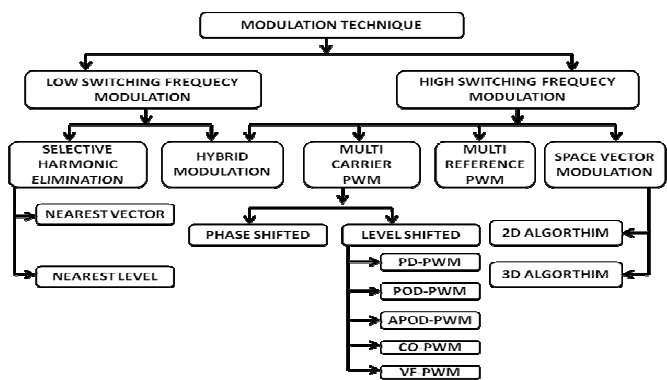 MODULATION TECHNIQUE
LOW SWITCHING FREQUECY
MODULATION
HIGH SWITCHING FREQUECY
MODULATION
SELECTIVE
HARMONIC
ELIMINATION
HYBRID
MODULATION
MULTI
CARRIER
PWM
MULTI
REFERENCE
PWM
SPACE VECTOR
MODULATION
NEAREST VECTOR
NEAREST LEVEL
PHASE SHIFTED
LEVEL SHIFTED
PD-PWM
POD-PWM
APOD-PWM
CO-PWM
VF-PWM
2D ALGORTHIM
3D ALGORTHIM